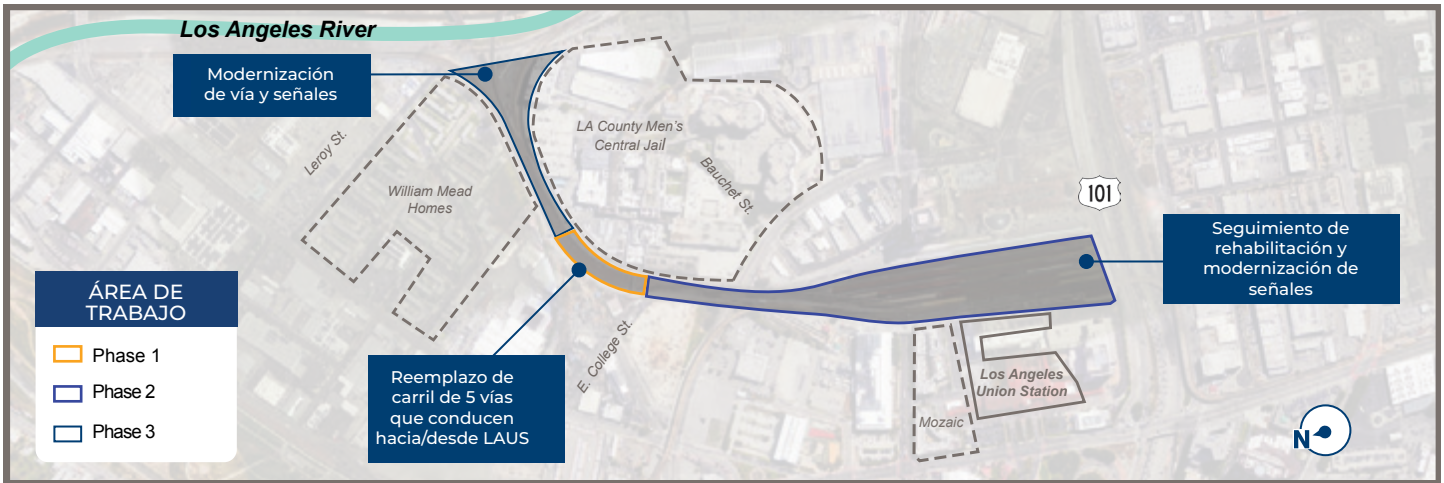 Los Angeles River
Modernización
de vía y señales
Leroy St.
William Mead
Homes
LA County Men's
Central Jail
Bauchet St.
101
Seguimiento de
rehabilitación y
modernización de
señales
ÁREA DE
TRABAJO
Phase 1
Phase 2
Phase 3
Reemplazo de
carril de 5 vías
que conducen
hacia/desde LAUS
E. College St.
Mozaic
Los Angeles
Union Station
N